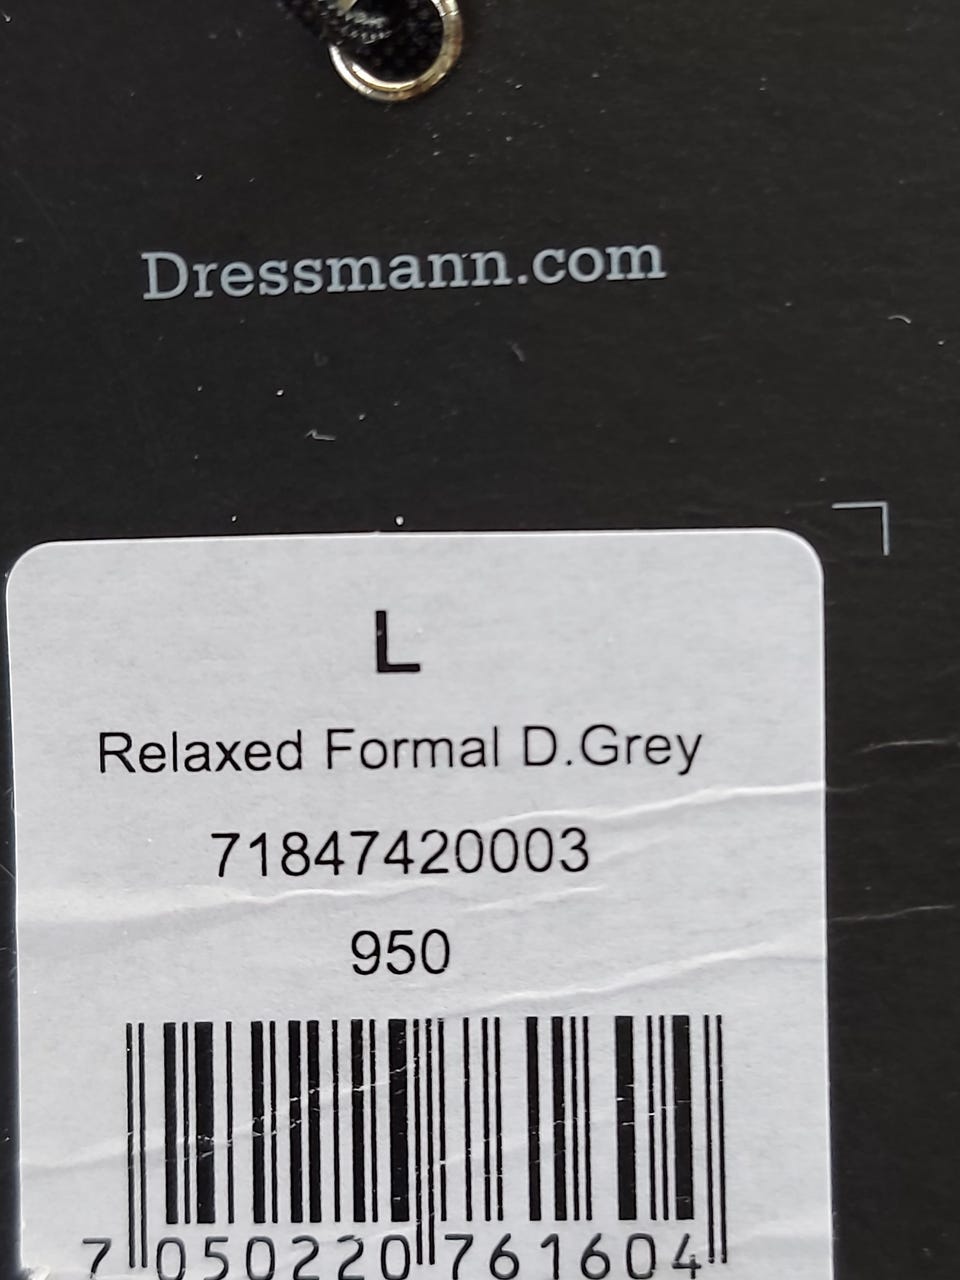 Dressmann.com
L
Relaxed Formal D.Grey
71847420003
950
7 050220 761604